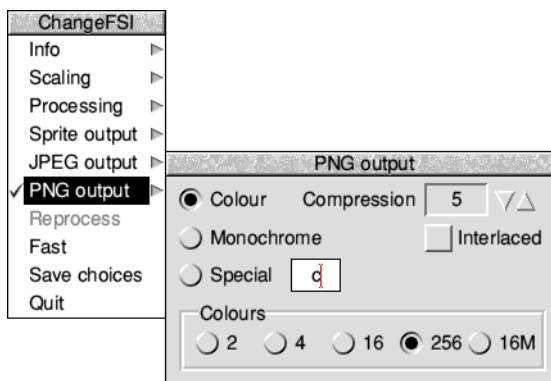 ChangeFSI
Info
Scaling
Processing
Sprite output
JPEG output
PNG output
Reprocess
Fast
Save choices
Quit
PNG output
Colour Compression 5
Monochrome Interlaced
Special c
Colours
2 4 16 256 16M